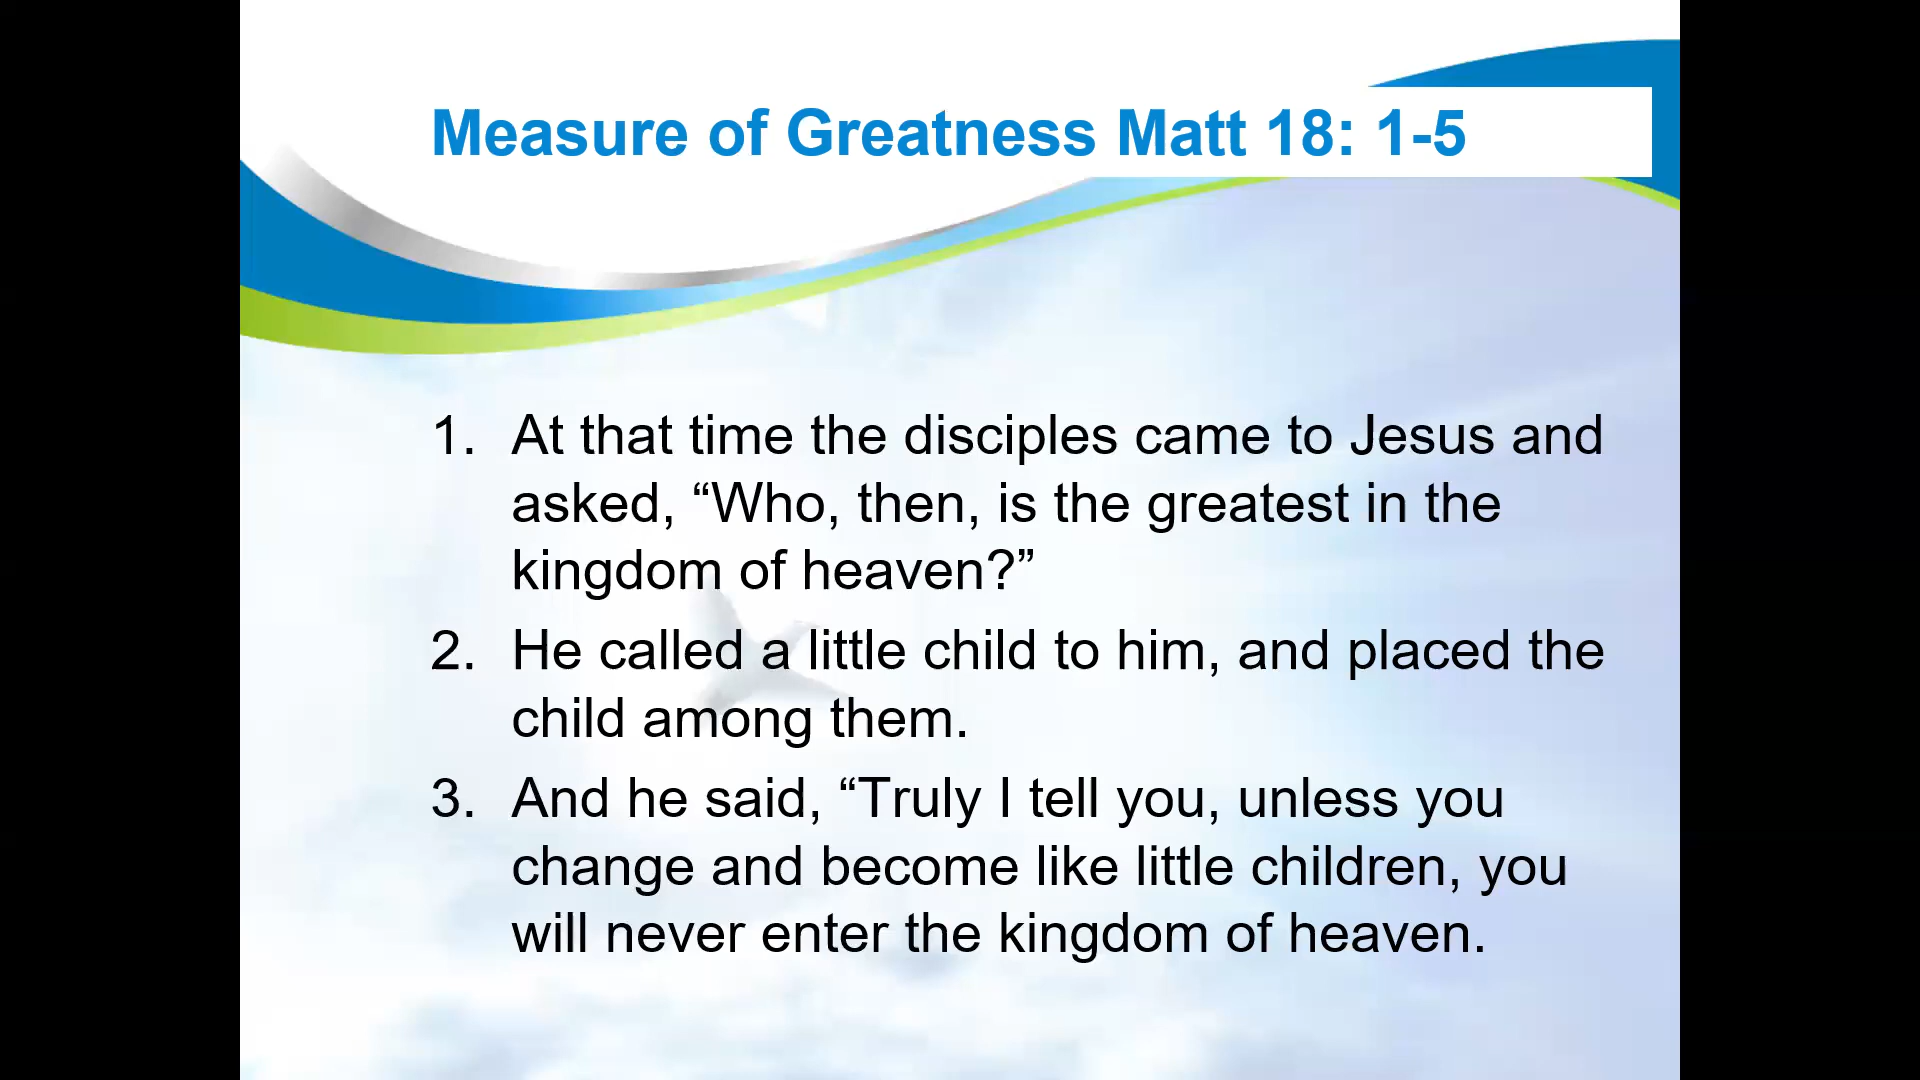 Measure of Greatness Matt 18: 1-5
1. At that time the disciples came to Jesus and
asked, “Who, then, is the greatest in the
kingdom of heaven?”
2. He called a little child to him, and placed the
child among them.
3. And he said, “Truly I tell you, unless you
change and become like little children, you
will never enter the kingdom of heaven.